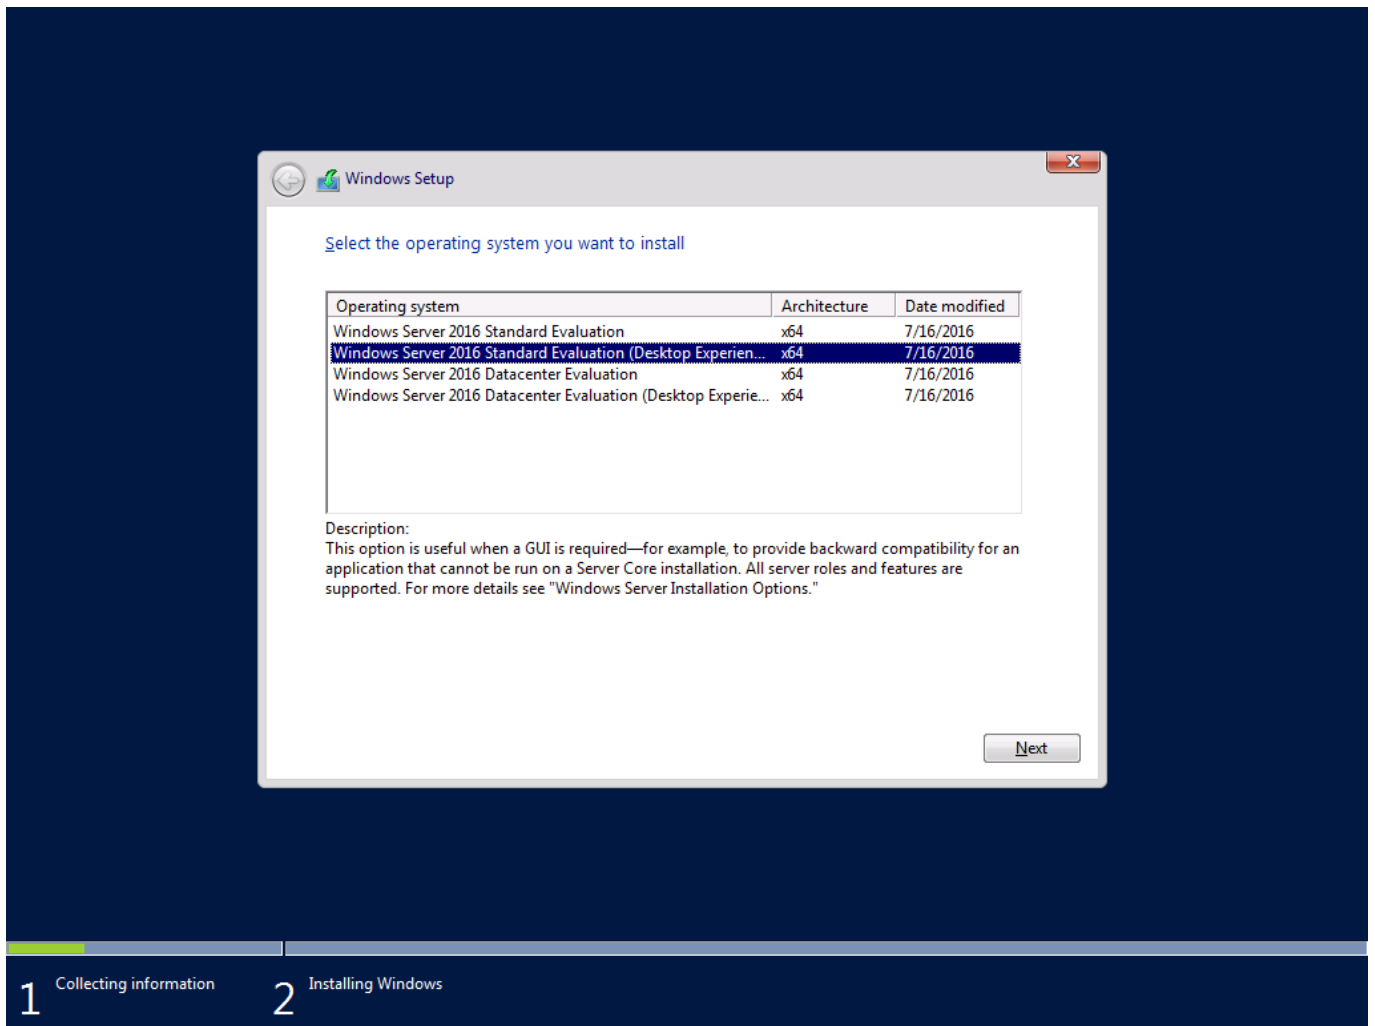 Windows Setup
Select the operating system you want to install
Operating system Architecture Date modified
Windows Server 2016 Standard Evaluation x64 7/16/2016
Windows Server 2016 Standard Evaluation (Desktop Experien... x64 7/16/2016
Windows Server 2016 Datacenter Evaluation x64 7/16/2016
Windows Server 2016 Datacenter Evaluation (Desktop Experie... x64 7/16/2016
Description:
This option is useful when a GUI is required—for example, to provide backward compatibility for an
application that cannot be run on a Server Core installation. All server roles and features are
supported. For more details see "Windows Server Installation Options."
Next
1 Collecting information 2 Installing Windows